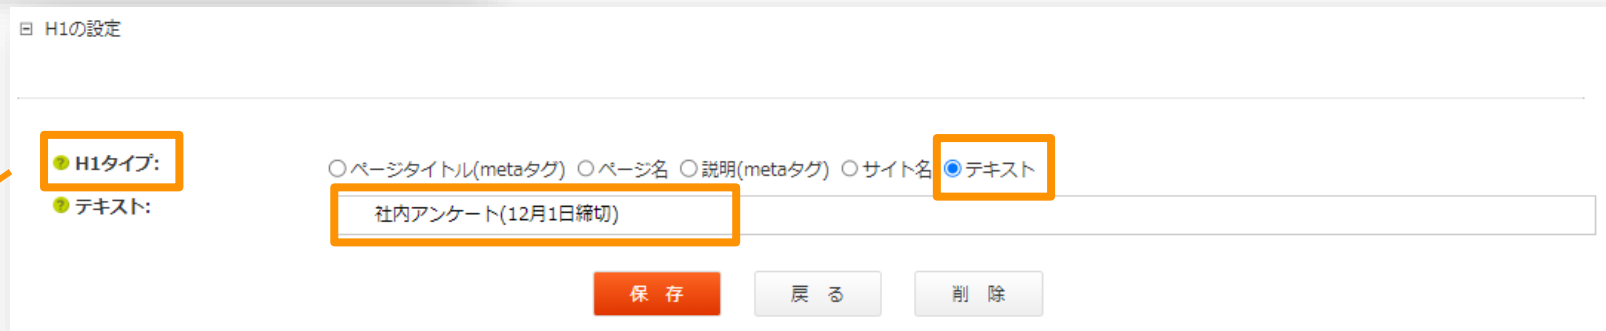 H1の設定
H1タイプ:
ページタイトル(metaタグ) ページ名 説明(metaタグ) サイト名 テキスト
テキスト:
社内アンケート(12月1日締切)
保 存 戻 る 削 除